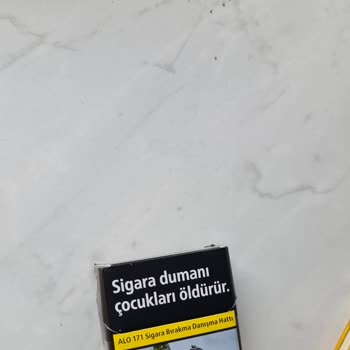 Sigara dumanı
çocukları öldürür.
ALO 171 Sigara Bırakma Danışma Hattı